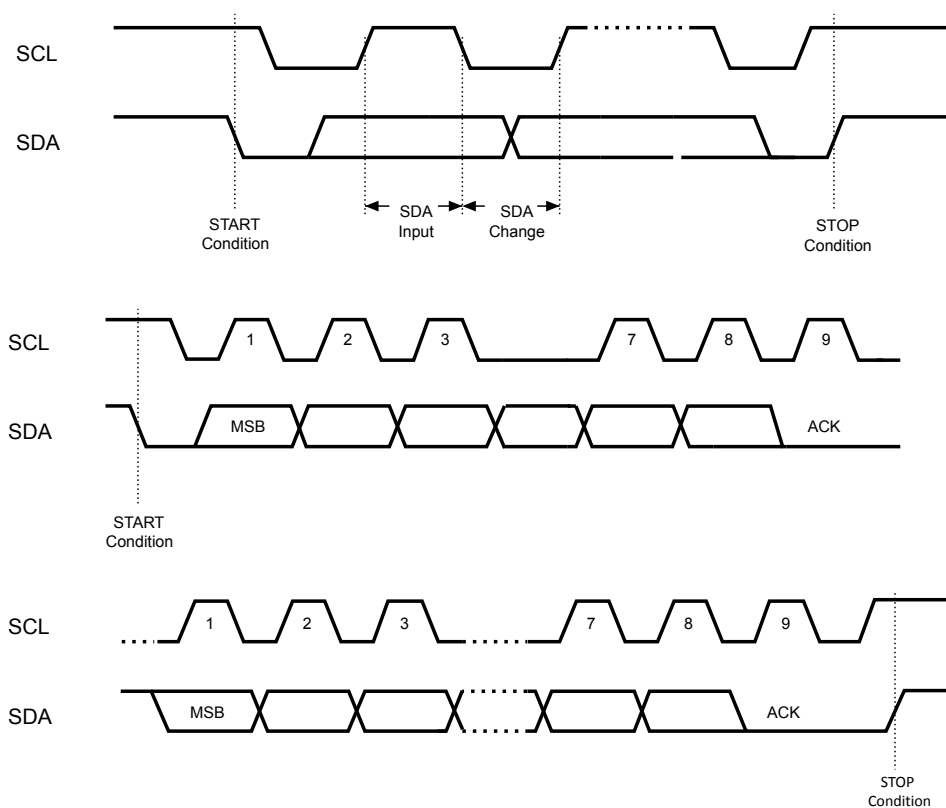 SCL
SDA
START
Condition
SDA
Input
SDA
Change
STOP
Condition
SCL
1 2 3 7 8 9
SDA
MSB ACK
START
Condition
SCL
1 2 3 7 8 9
SDA
MSB ACK
STOP
Condition